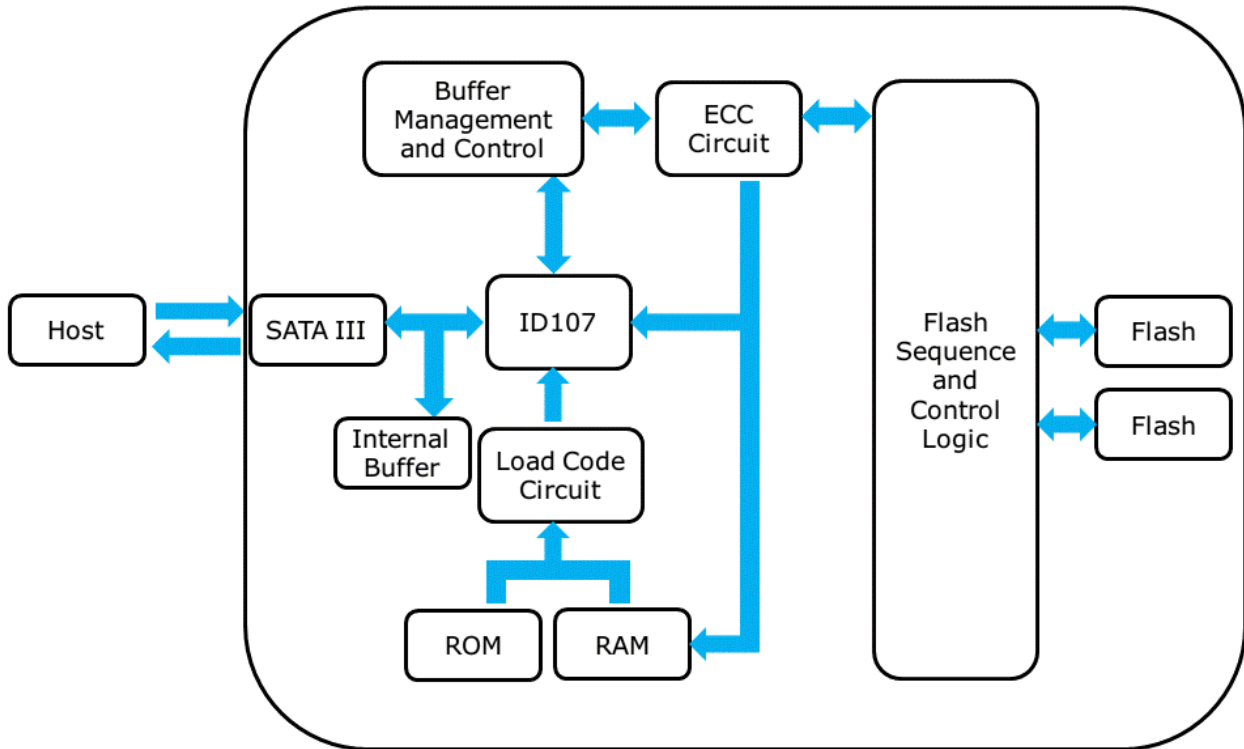 Buffer
Management
and Control
ECC
Circuit
Host
SATA III
ID107
Flash
Sequence
and
Control
Logic
Flash
Flash
Internal
Buffer
Load Code
Circuit
ROM
RAM